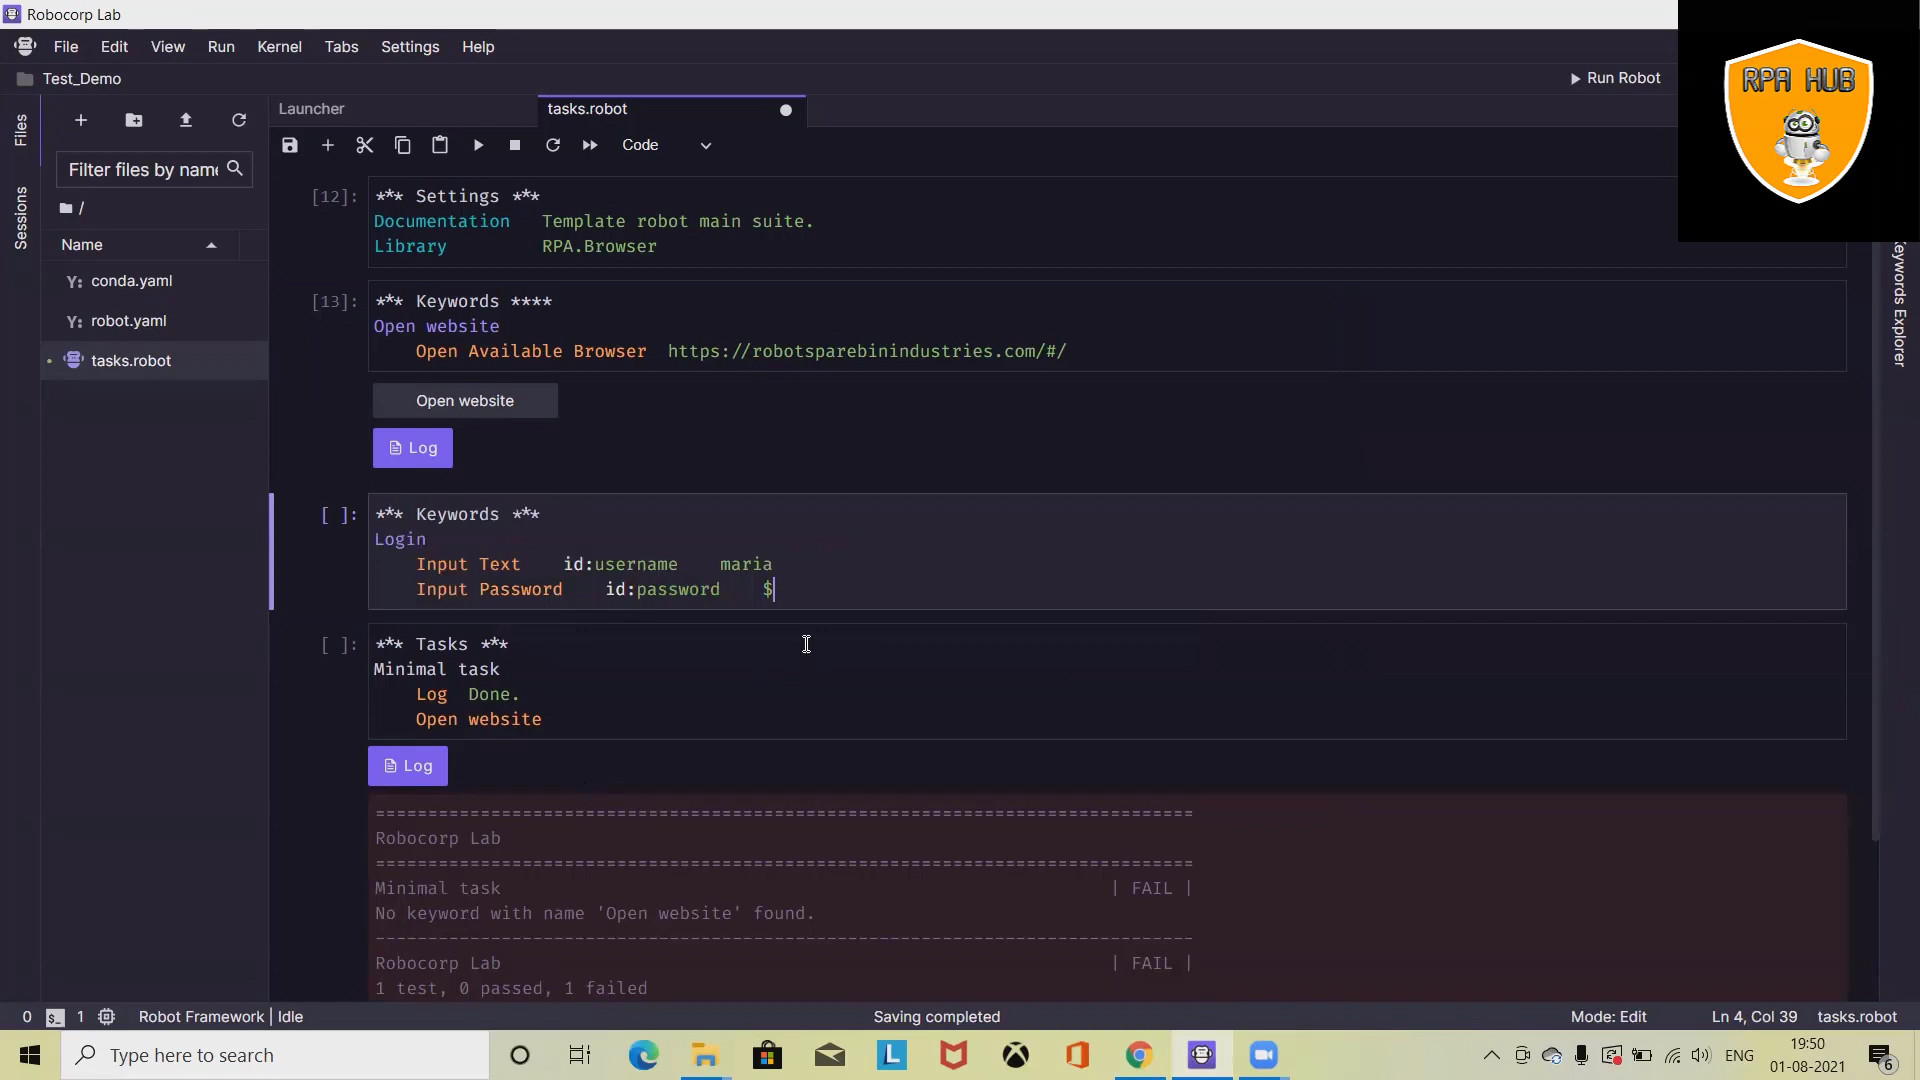 Robocorp Lab
File Edit View Run Kernel Tabs Settings Help
Test_Demo
Run Robot
RPA HUB
Files
Sessions
Filter files by name
/
Name
conda.yaml
robot.yaml
tasks.robot
Launcher
tasks.robot
Code
[12]:
*** Settings ***
Documentation Template robot main suite.
Library RPA.Browser
[13]:
*** Keywords ****
Open website
Open Available Browser https://robotsparebinindustries.com/#/
Open website
Log
[ ]:
*** Keywords ***
Login
Input Text id:username maria
Input Password id:password $
[ ]:
*** Tasks ***
Minimal task
Log Done.
Open website
Log
==============================================================================
Robocorp Lab
==============================================================================
Minimal task | FAIL |
No keyword with name 'Open website' found.
------------------------------------------------------------------------------
Robocorp Lab | FAIL |
1 test, 0 passed, 1 failed
eywords Explorer
0 $_ 1 Robot Framework | Idle
Saving completed
Mode: Edit Ln 4, Col 39 tasks.robot
Type here to search
L
ENG
19:50
01-08-2021
6